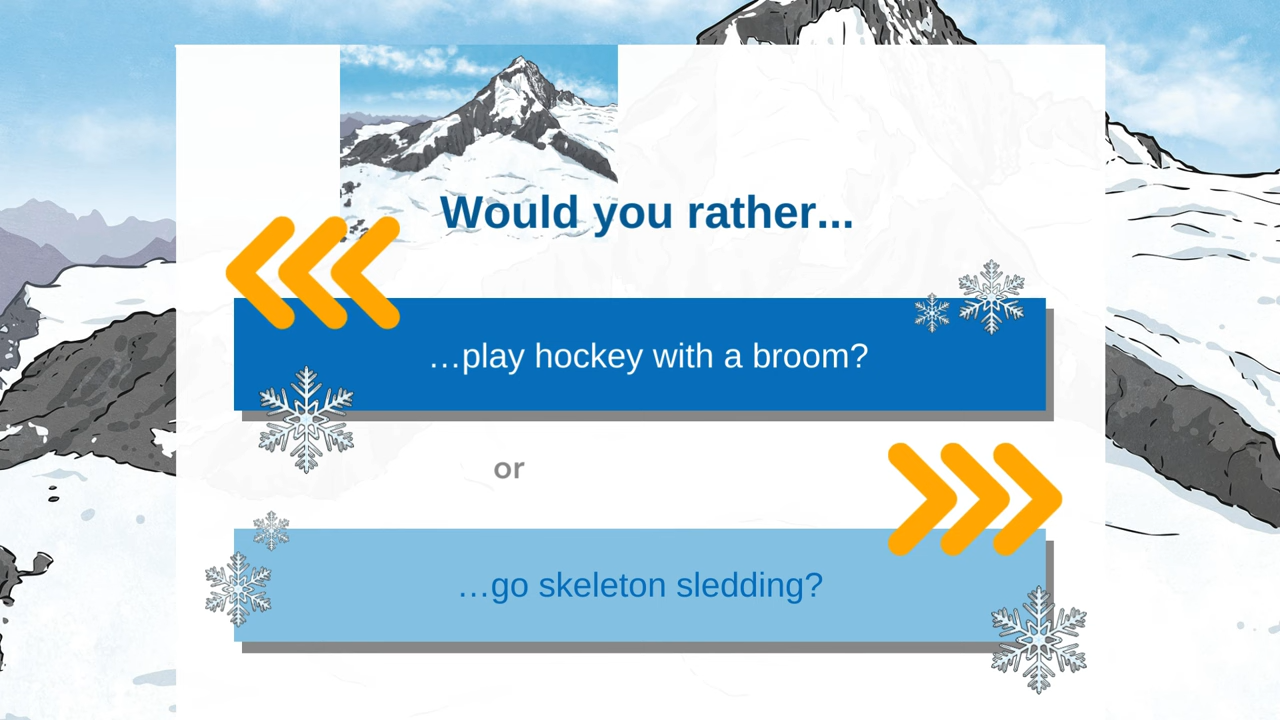 Would you rather...
…play hockey with a broom?
or
…go skeleton sledding?